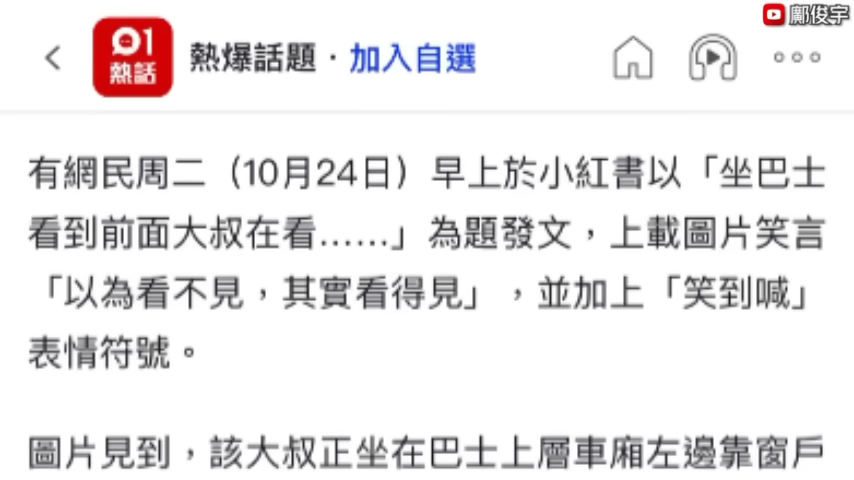 鄺俊宇
01
熱話
熱爆話題·加入自選
有網民周二（10月24日）早上於小紅書以「坐巴士
看到前面大叔在看......」為題發文，上載圖片笑言
「以為看不見，其實看得見」，並加上「笑到喊」
表情符號。
圖片見到，該大叔正坐在巴士上層車廂左邊靠窗戶